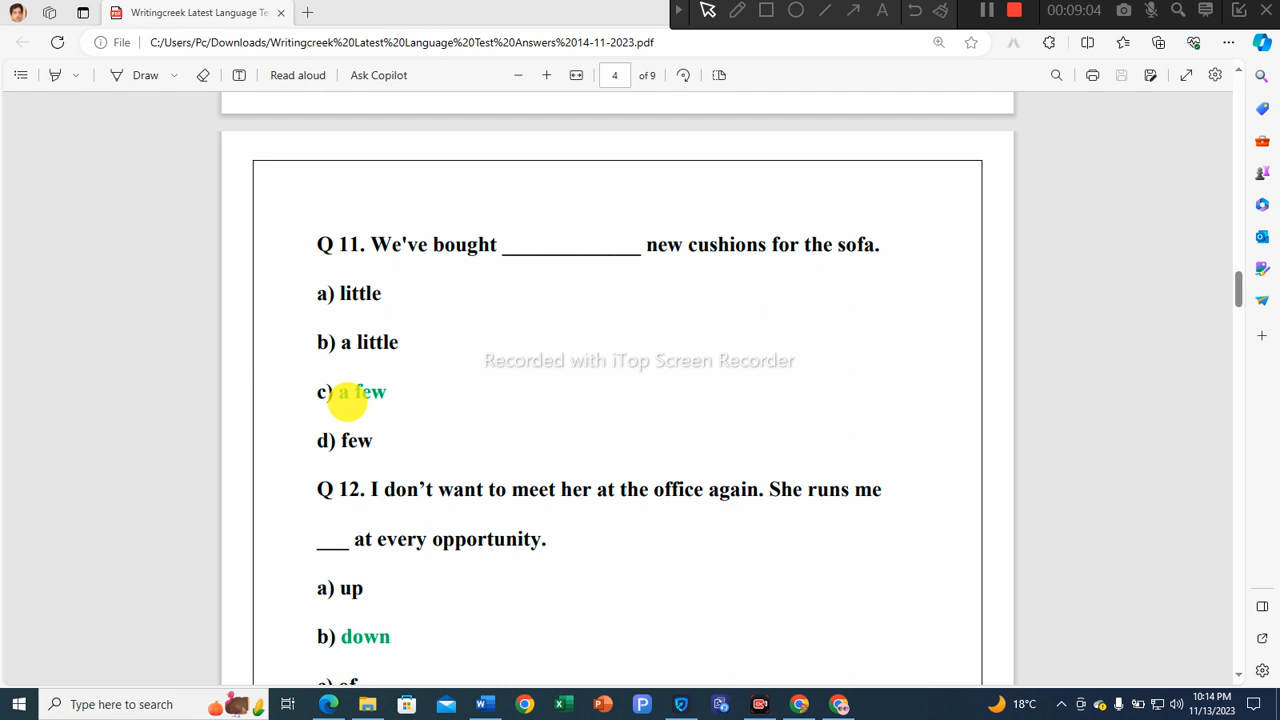 Writingcreek Latest Language Te
00:09:04
File
C:/Users/Pc/Downloads/Writingcreek%20Latest%20Language%20Test%20Answers%2014-11-2023.pdf
Draw
Read aloud
Ask Copilot
4
of 9
Q 11. We've bought _____________ new cushions for the sofa.
a) little
b) a little
Recorded with iTop Screen Recorder
c) a few
d) few
Q 12. I don’t want to meet her at the office again. She runs me
___ at every opportunity.
a) up
b) down
Type here to search
18°C
10:14 PM
11/13/2023